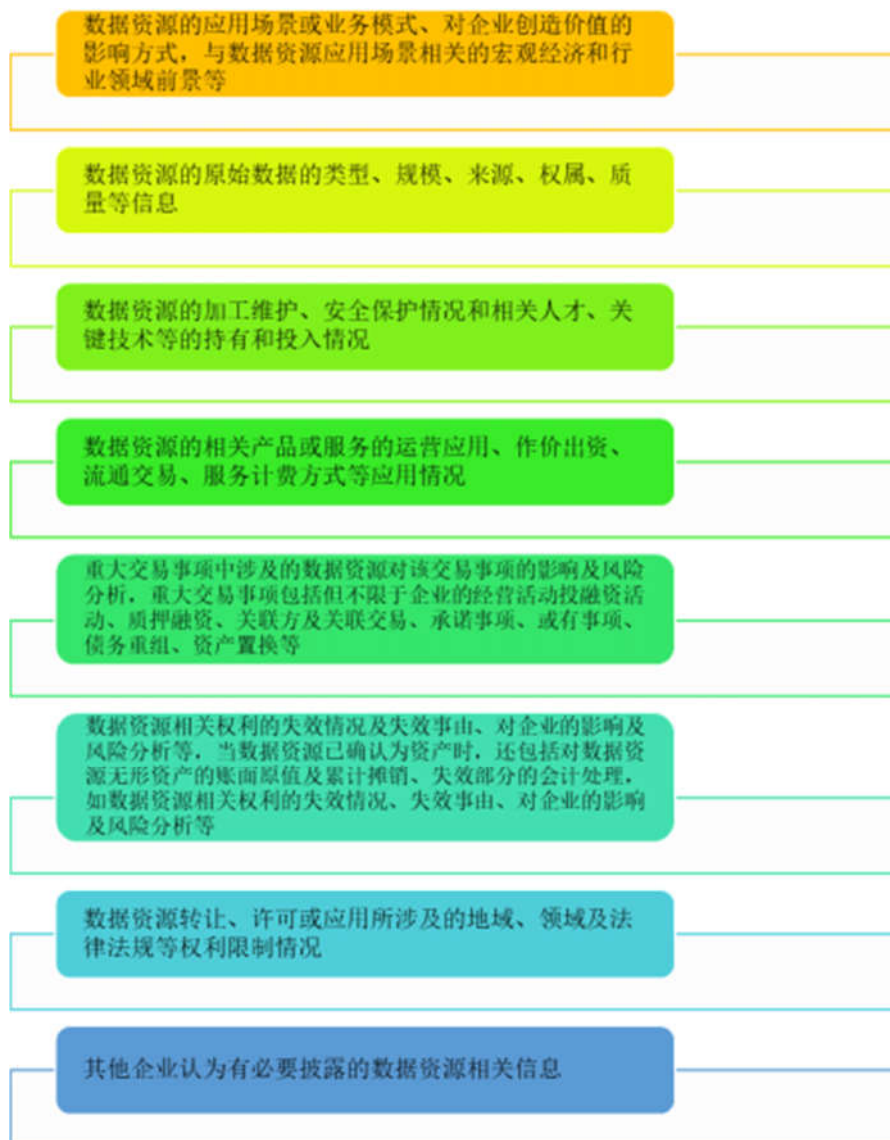 数据资源的应用场景或业务模式、对企业创造价值的
影响方式，与数据资源应用场景相关的宏观经济和行
业领域前景等
数据资源的原始数据的类型、规模、来源、权属、质
量等信息
数据资源的加工维护、安全保护情况和相关人才、关
键技术等的持有和投入情况
数据资源的相关产品或服务的运营应用、作价出资、
流通交易、服务计费方式等应用情况
重大交易事项中涉及的数据资源对该交易事项的影响及风险
分析，重大交易事项包括但不限于企业的经营活动投融资活
动、质押融资、关联方及关联交易、承诺事项、或有事项、
债务重组、资产置换等
数据资源相关权利的失效情况及失效事由、对企业的影响及
风险分析等，当数据资源已确认为资产时，还包括对数据资
源无形资产的账面原值及累计摊销、失效部分的会计处理，
如数据资源相关权利的失效情况、失效事由、对企业的影响
及风险分析等
数据资源转让、许可或应用所涉及的地域、领域及法
律法规等权利限制情况
其他企业认为有必要披露的数据资源相关信息